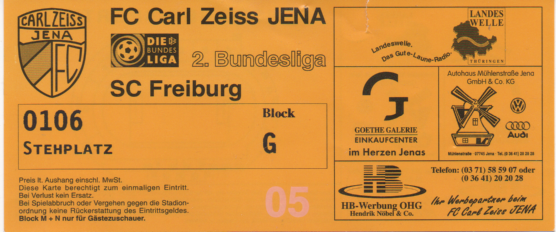 CARL ZEISS
JENA
FC
FC Carl Zeiss JENA
DIE
BUNDES
LIGA
2. Bundesliga
SC Freiburg
0106
STEHPLATZ
Block
G
Preis lt. Aushang einschl. MwSt.
Diese Karte berechtigt zum einmaligen Eintritt.
Bei Verlust kein Ersatz.
Bei Spielabbruch oder Vergehen gegen die Stadion-
ordnung keine Rückerstattung des Eintrittsgeldes.
Block M + N nur für Gästezuschauer.
05
Landeswelle.
Das Gute-Laune-Radio.
LANDES
WELLE
THÜRINGEN
GOETHE GALERIE
EINKAUFCENTER
im Herzen Jenas
Autohaus Mühlenstraße Jena
GmbH & Co. KG
Audi
HB
HB-Werbung OHG
Hendrik Nöbel & Co.
Telefon: (03 71) 58 59 07 oder
(0 36 41) 20 20 28
Ihr Werbepartner beim
FC Carl Zeiss JENA